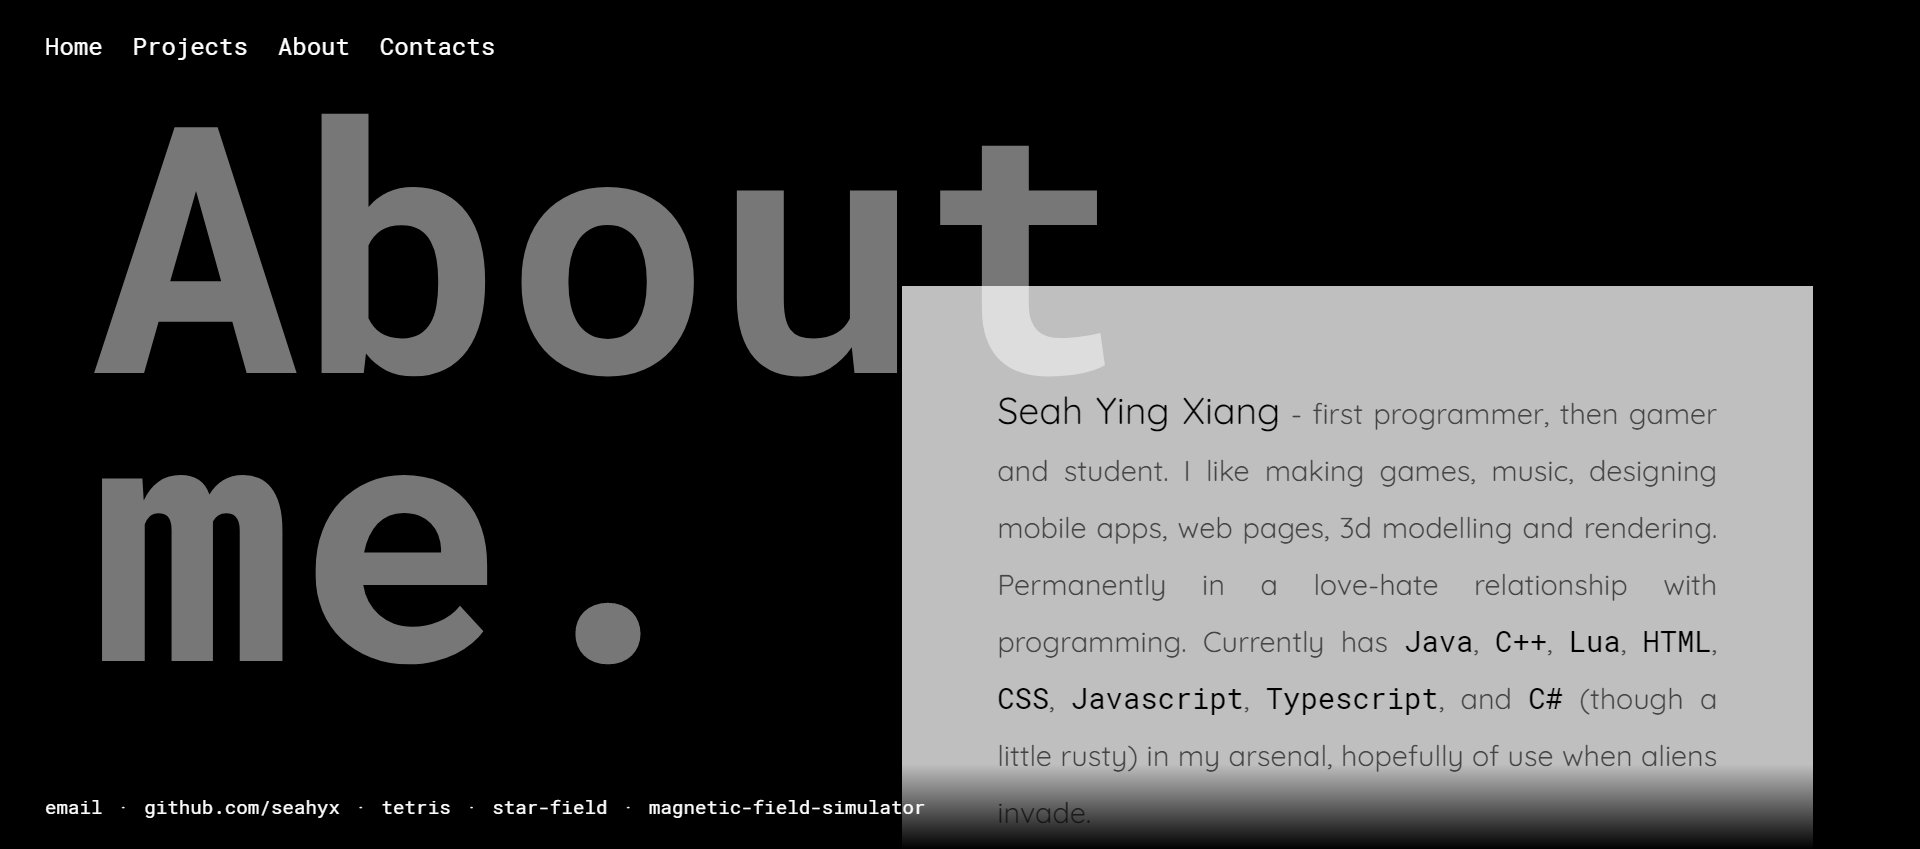 Home Projects About Contacts
About
me.
Seah Ying Xiang - first programmer, then gamer
and student. I like making games, music, designing
mobile apps, web pages, 3d modelling and rendering.
Permanently in a love-hate relationship with
programming. Currently has Java, C++, Lua, HTML,
CSS, Javascript, Typescript, and C# (though a
little rusty) in my arsenal, hopefully of use when aliens
invade.
email · github.com/seahyx · tetris · star-field · magnetic-field-simulator